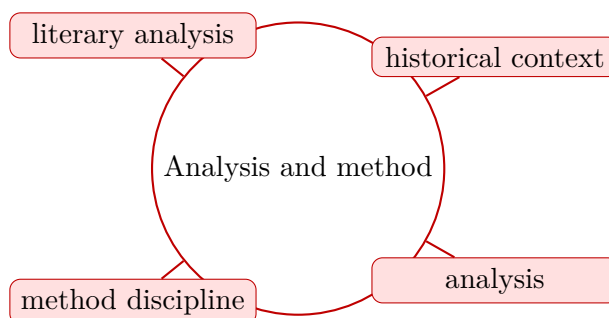 literary analysis
historical context
Analysis and method
analysis
method discipline